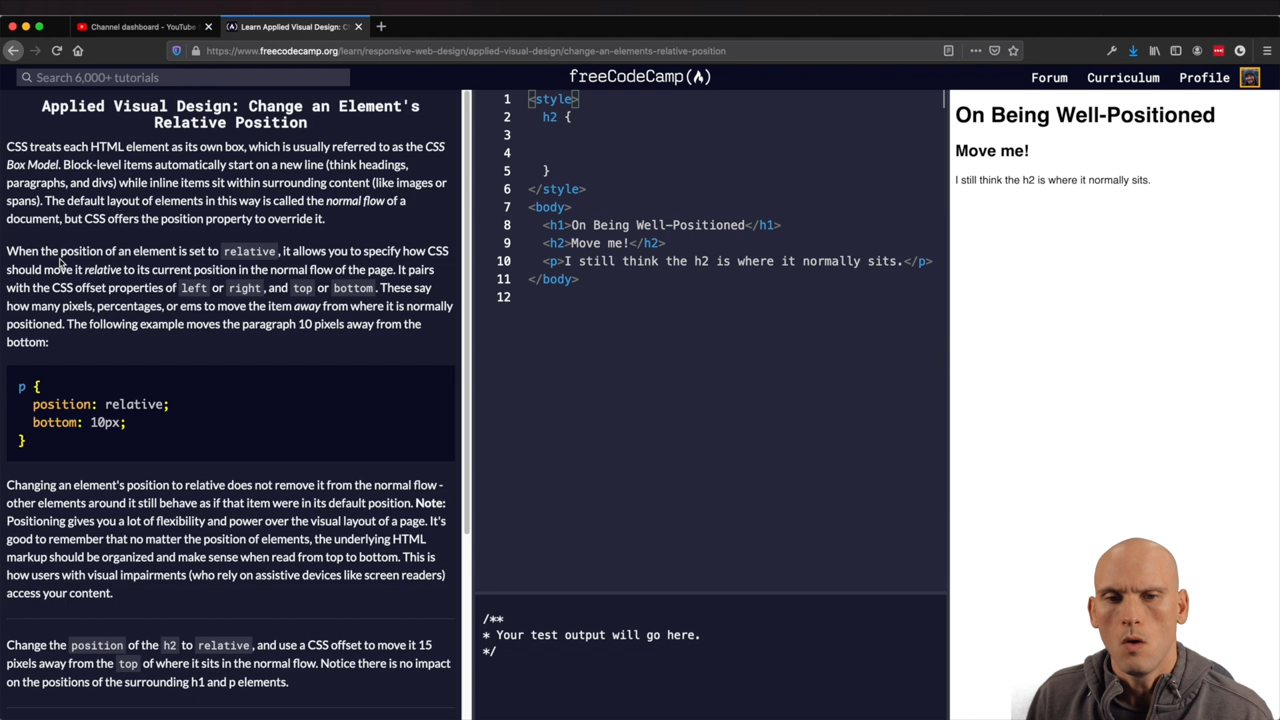 Channel dashboard - YouTube
Learn Applied Visual Design: C
https://www.freecodecamp.org/learn/responsive-web-design/applied-visual-design/change-an-elements-relative-position
Search 6,000+ tutorials
freeCodeCamp
Forum
Curriculum
Profile
Applied Visual Design: Change an Element's
Relative Position
CSS treats each HTML element as its own box, which is usually referred to as the CSS
Box Model. Block-level items automatically start on a new line (think headings,
paragraphs, and divs) while inline items sit within surrounding content (like images or
spans). The default layout of elements in this way is called the normal flow of a
document, but CSS offers the position property to override it.
When the position of an element is set to relative, it allows you to specify how CSS
should move it relative to its current position in the normal flow of the page. It pairs
with the CSS offset properties of left or right, and top or bottom. These say
how many pixels, percentages, or ems to move the item away from where it is normally
positioned. The following example moves the paragraph 10 pixels away from the
bottom:
p {
position: relative;
bottom: 10px;
}
Changing an element's position to relative does not remove it from the normal flow -
other elements around it still behave as if that item were in its default position. Note:
Positioning gives you a lot of flexibility and power over the visual layout of a page. It's
good to remember that no matter the position of elements, the underlying HTML
markup should be organized and make sense when read from top to bottom. This is
how users with visual impairments (who rely on assistive devices like screen readers)
access your content.
Change the position of the h2 to relative, and use a CSS offset to move it 15
pixels away from the top of where it sits in the normal flow. Notice there is no impact
on the positions of the surrounding h1 and p elements.
1 <style>
2 h2 {
3
4
5 }
6 </style>
7 <body>
8 <h1>On Being Well-Positioned</h1>
9 <h2>Move me!</h2>
10 <p>I still think the h2 is where it normally sits.</p>
11 </body>
12
/**
* Your test output will go here.
*/
On Being Well-Positioned
Move me!
I still think the h2 is where it normally sits.